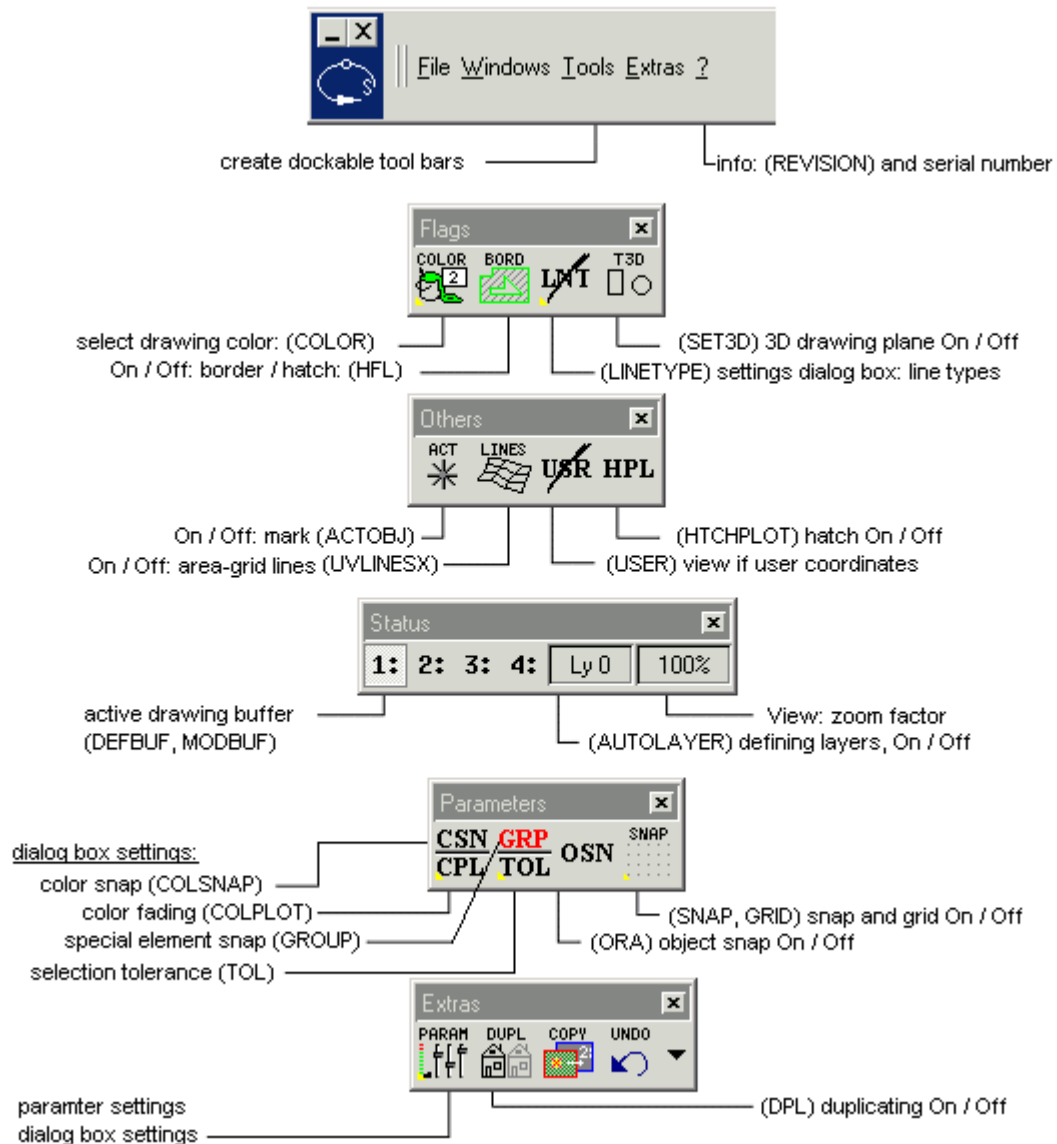 File Windows Tools Extras ?
create dockable tool bars
info: (REVISION) and serial number
Flags
COLOR BORD LNT T3D
2
select drawing color: (COLOR)
(SET3D) 3D drawing plane On / Off
On / Off: border / hatch: (HFL)
(LINETYPE) settings dialog box: line types
Others
ACT LINES USR HPL
On / Off: mark (ACTOBJ)
(HTCHPLOT) hatch On / Off
On / Off: area-grid lines (UVLINESX)
(USER) view if user coordinates
Status
1: 2: 3: 4: Ly 0 100%
active drawing buffer
(DEFBUF, MODBUF)
View: zoom factor
(AUTOLAYER) defining layers, On / Off
Parameters
CSN GRP OSN SNAP
CPL TOL
dialog box settings:
color snap (COLSNAP)
color fading (COLPLOT)
(SNAP, GRID) snap and grid On / Off
special element snap (GROUP)
(ORA) object snap On / Off
selection tolerance (TOL)
Extras
PARAM DUPL COPY UNDO
2
paramter settings
(DPL) duplicating On / Off
dialog box settings